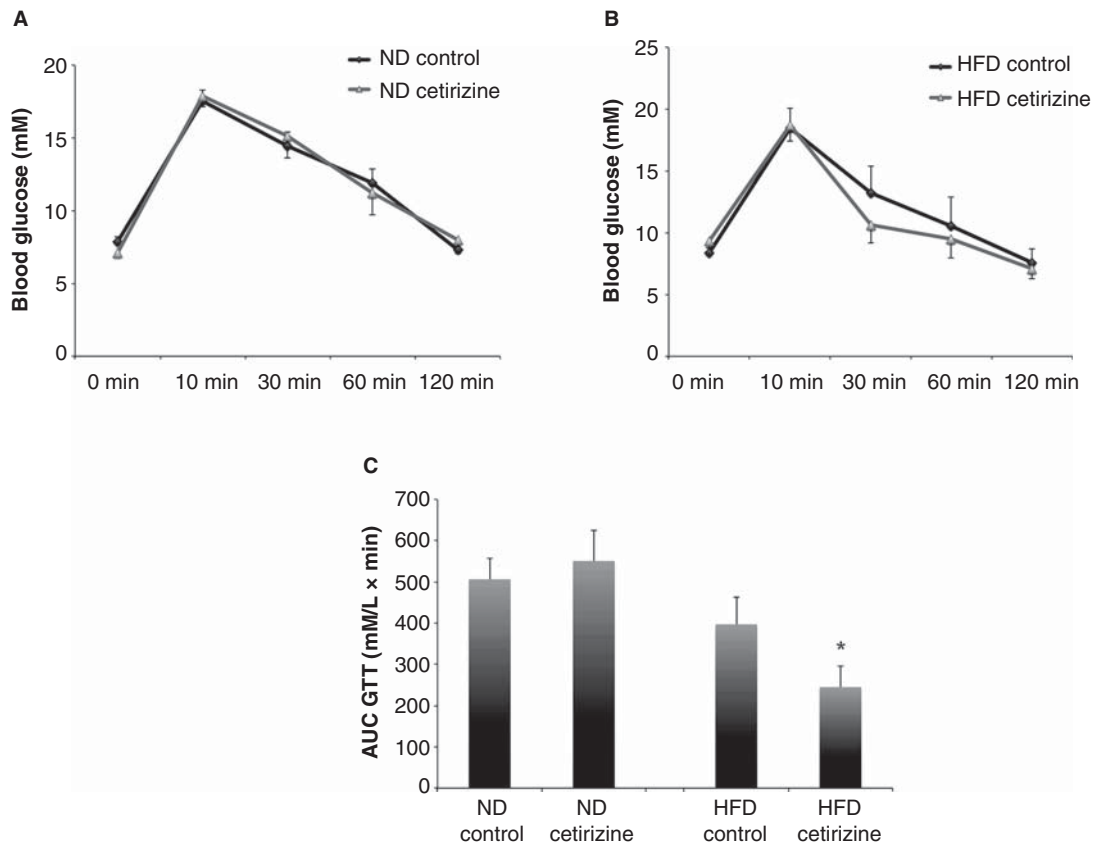 A
ND control
ND cetirizine
Blood glucose (mM)
20
15
10
5
0
0 min 10 min 30 min 60 min 120 min
B
HFD control
HFD cetirizine
Blood glucose (mM)
25
20
15
10
5
0
0 min 10 min 30 min 60 min 120 min
C
AUC GTT (mM/L × min)
700
600
500
400
300
200
100
0
*
ND control
ND cetirizine
HFD control
HFD cetirizine